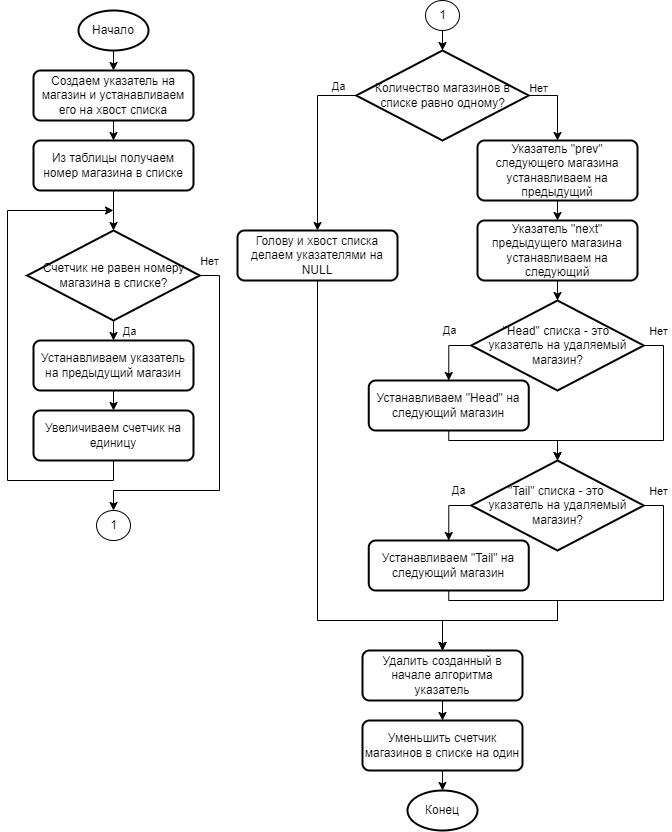 Начало
Создаем указатель на
магазин и устанавливаем
его на хвост списка
Из таблицы получаем
номер магазина в списке
Счетчик не равен номеру
магазина в списке?
Нет
Да
Устанавливаем указатель
на предыдущий магазин
Увеличиваем счетчик на
единицу
1
1
Количество магазинов в
списке равно одному?
Да
Нет
Голову и хвост списка
делаем указателями на
NULL
Указатель "prev"
следующего магазина
устанавливаем на
предыдущий
Указатель "next"
предыдущего магазина
устанавливаем на
следующий
"Head" списка - это
указатель на удаляемый
магазин?
Да
Нет
Устанавливаем "Head" на
следующий магазин
"Tail" списка - это
указатель на удаляемый
магазин?
Да
Нет
Устанавливаем "Tail" на
следующий магазин
Удалить созданный в
начале алгоритма
указатель
Уменьшить счетчик
магазинов в списке на один
Конец